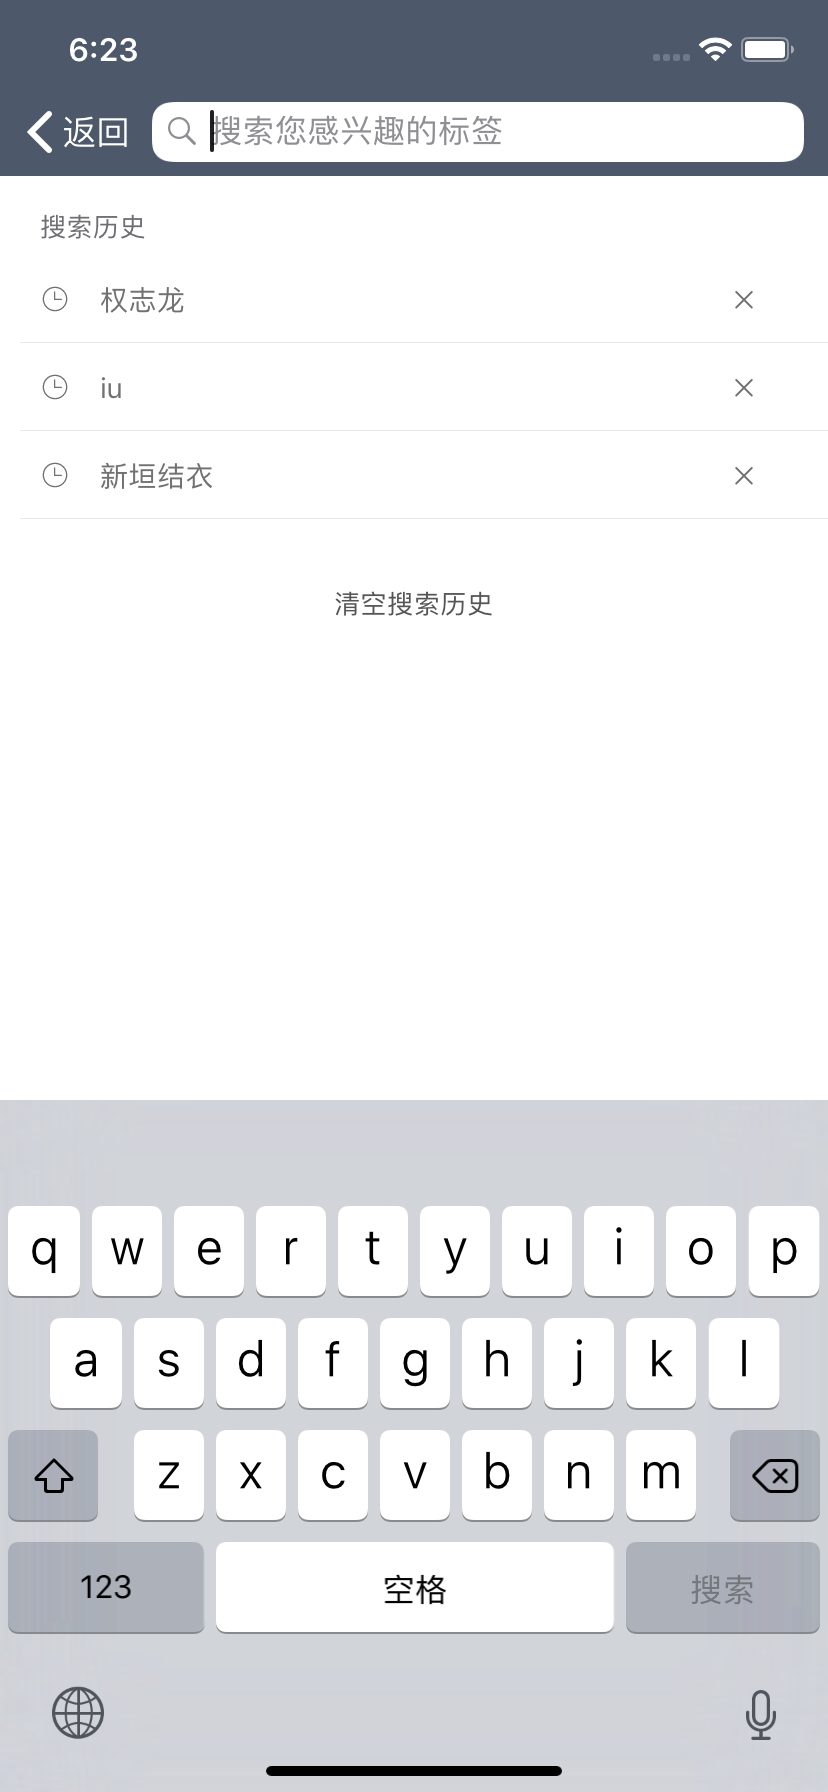 6:23
返回
搜索您感兴趣的标签
搜索历史
权志龙
iu
新垣结衣
清空搜索历史
q w e r t y u i o p
a s d f g h j k l
z x c v b n m
123 空格 搜索